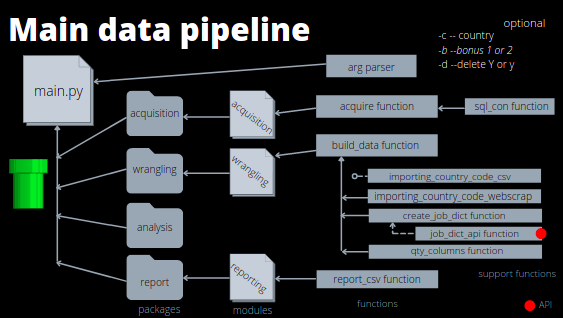 Main data pipeline
optional
-c -- country
-b --bonus 1 or 2
-d --delete Y or y
arg parser
main.py
acquisition
acquisition
acquire function
sql_con function
wrangling
wrangling
build_data function
importing_country_code_csv
importing_country_code_webscrap
create_job_dict function
job_dict_api function
qty_columns function
analysis
report
reporting
report_csv function
support functions
packages
modules
functions
API